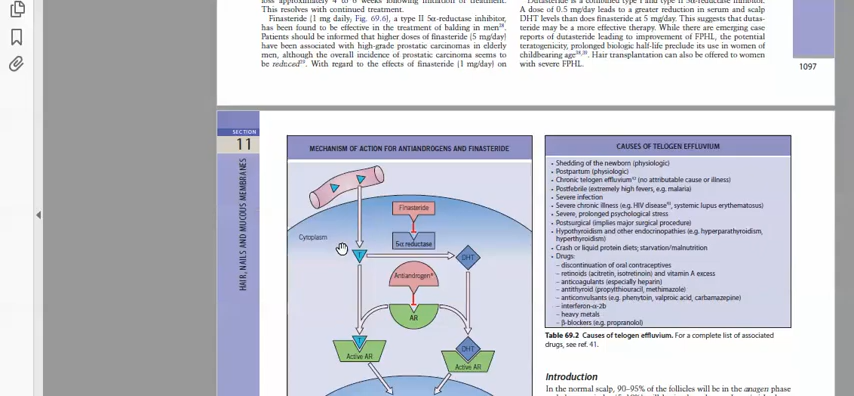 loss approximately 4 to 6 weeks following initiation of treatment.
This resolves with continued treatment.
Finasteride (1 mg daily; Fig. 69.6), a type II 5α-reductase inhibitor,
has been found to be effective in the treatment of balding in men
Patients should be informed that higher doses of finasteride (5 mg/day)
have been associated with high-grade prostatic carcinomas in elderly
men, although the overall incidence of prostatic carcinoma seems to
be reduced. With regard to the effects of finasteride (1 mg/day) on
Dutasteride is a combined type I and type II 5α-reductase inhibitor.
A dose of 0.5 mg/day leads to a greater reduction in serum and scalp
DHT levels than does finasteride at 5 mg/day. This suggests that dutas-
teride may be a more effective therapy. While there are emerging case
reports of dutasteride leading to improvement of FPHL, the potential
teratogenicity, prolonged biologic half-life preclude its use in women of
childbearing age. Hair transplantation can also be offered to women
with severe FPHL.
1097
SECTION
11
HAIR, NAILS AND MUCOUS MEMBRANES
MECHANISM OF ACTION FOR ANTIANDROGENS AND FINASTERIDE
Finasteride
Cytoplasm
5α reductase
T
DHT
Antiandrogen*
AR
T
Active AR
DHT
Active AR
CAUSES OF TELOGEN EFFLUVIUM
• Shedding of the newborn (physiologic)
• Postpartum (physiologic)
• Chronic telogen effluvium (no attributable cause or illness)
• Postfebrile (extremely high fevers, e.g. malaria)
• Severe infection
• Severe chronic illness (e.g. HIV disease, systemic lupus erythematosus)
• Severe, prolonged psychological stress
• Postsurgical (implies major surgical procedure)
• Hypothyroidism and other endocrinopathies (e.g. hyperparathyroidism,
hyperthyroidism)
• Crash or liquid protein diets; starvation/malnutrition
• Drugs:
– discontinuation of oral contraceptives
– retinoids (acitretin, isotretinoin) and vitamin A excess
– anticoagulants (especially heparin)
– antithyroid (propylthiouracil, methimazole)
– anticonvulsants (e.g. phenytoin, valproic acid, carbamazepine)
– interferon-α-2b
– heavy metals
– β-blockers (e.g. propranolol)
Table 69.2 Causes of telogen effluvium. For a complete list of associated
drugs, see ref. 41.
Introduction
In the normal scalp, 90–95% of the follicles will be in the anagen phase